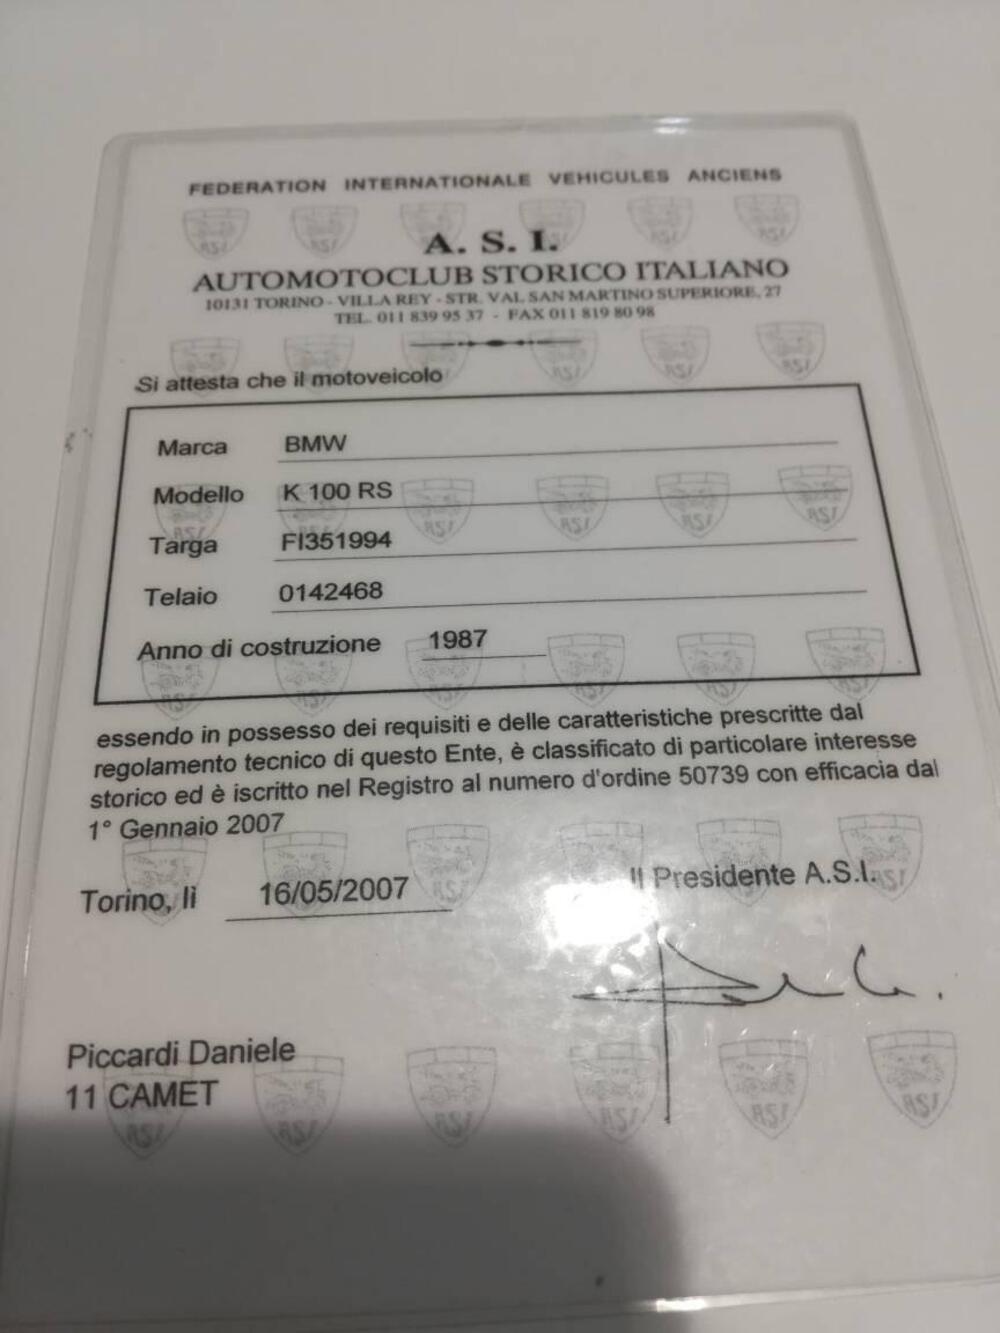 FEDERATION INTERNATIONALE VEHICULES ANCIENS
A. S. I.
AUTOMOTOCLUB STORICO ITALIANO
10131 TORINO - VILLA REY - STR. VAL SAN MARTINO SUPERIORE, 27
TEL. 011 839 95 37 - FAX 011 819 80 98
Si attesta che il motoveicolo
Marca BMW
Modello K 100 RS
Targa FI351994
Telaio 0142468
Anno di costruzione 1987
essendo in possesso dei requisiti e delle caratteristiche prescritte dal
regolamento tecnico di questo Ente, è classificato di particolare interesse
storico ed è iscritto nel Registro al numero d'ordine 50739 con efficacia dal
1° Gennaio 2007
Torino, lì 16/05/2007
Il Presidente A.S.I.
Piccardi Daniele
11 CAMET